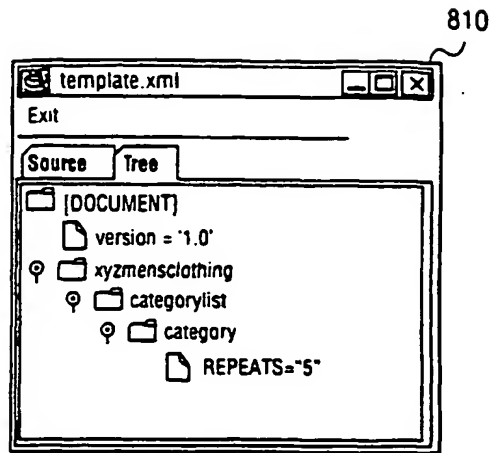 810
template.xml
Exit
Source Tree
[DOCUMENT]
version = '1.0'
xyzmensclothing
categorylist
category
REPEATS="5"